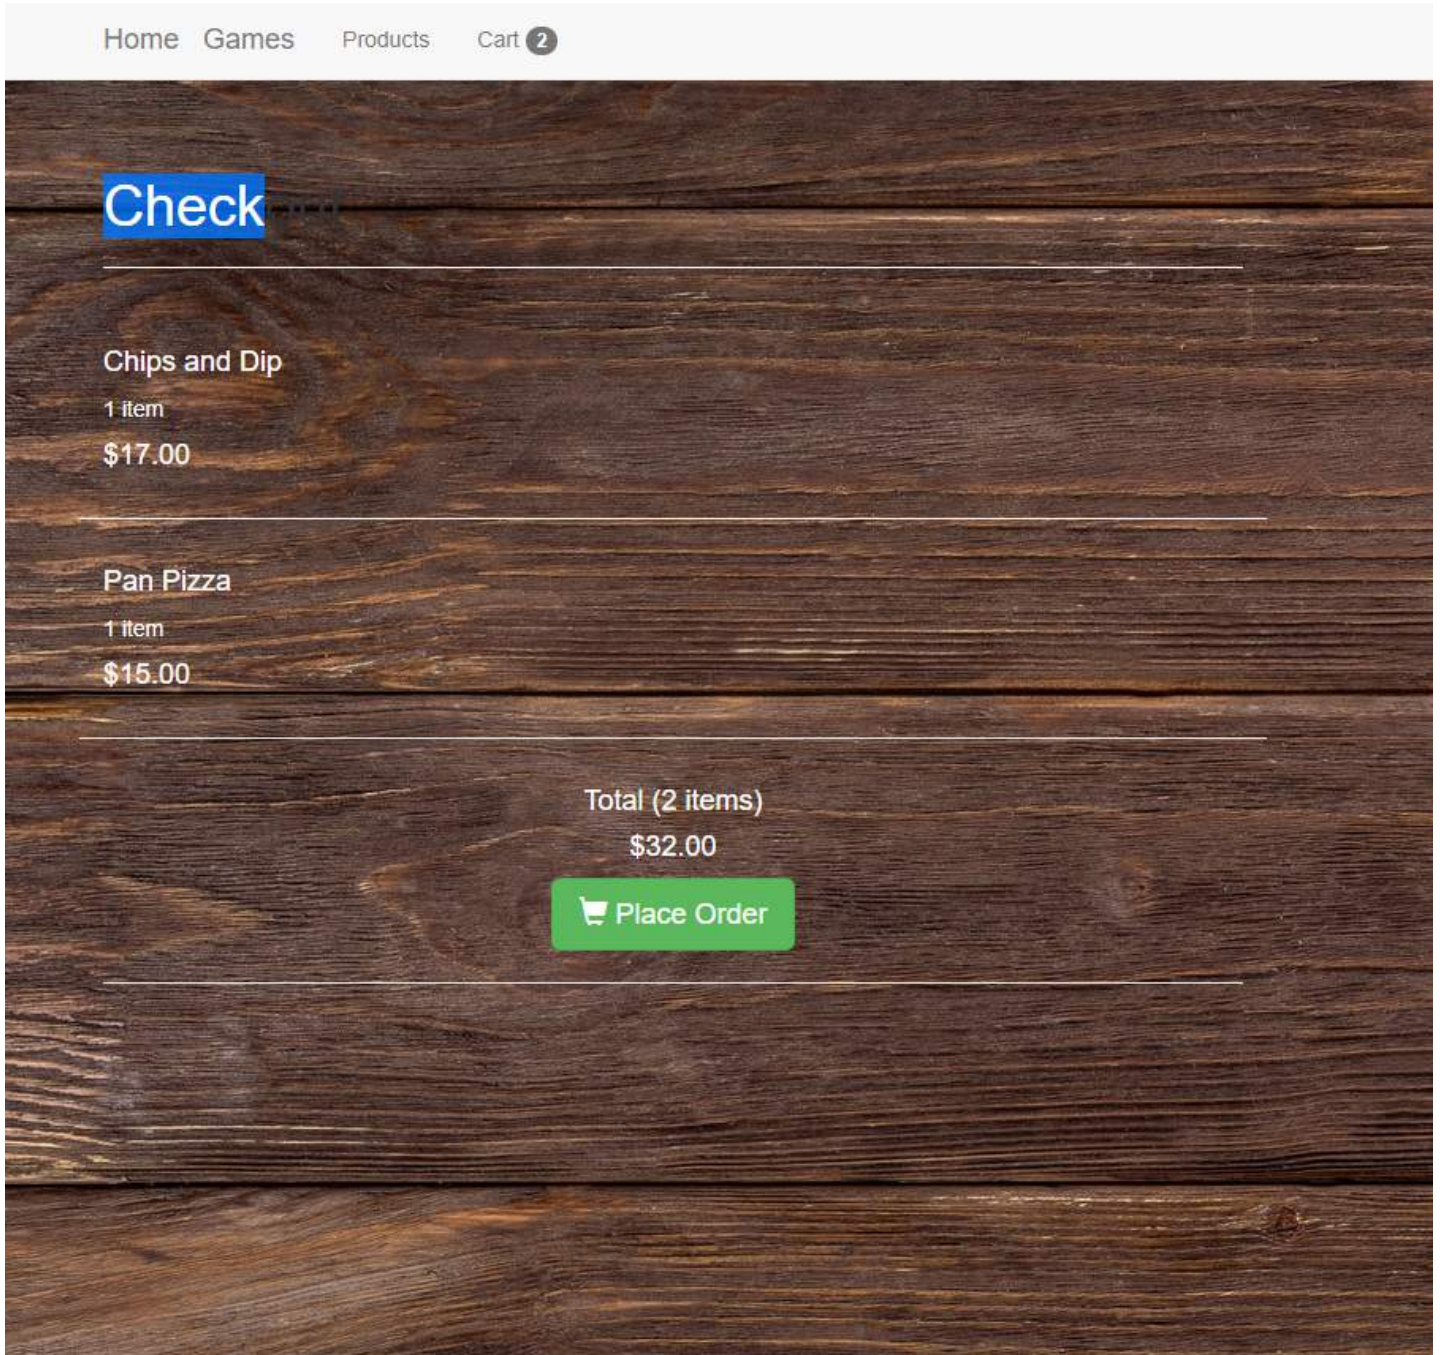 Home Games Products Cart 2
Checkout
Chips and Dip
1 item
$17.00
Pan Pizza
1 item
$15.00
Total (2 items)
$32.00
Place Order